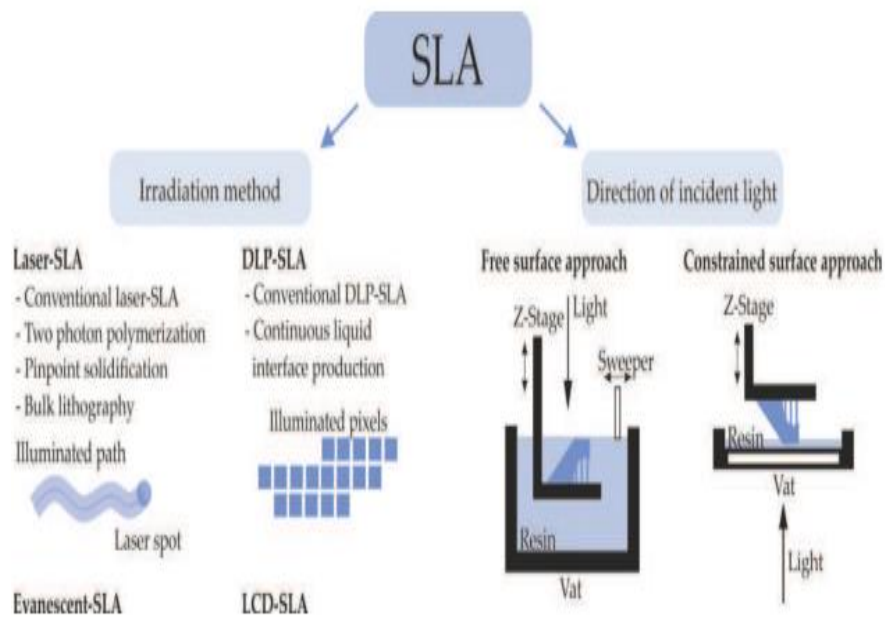 SLA
Irradiation method
Direction of incident light
Laser-SLA
- Conventional laser-SLA
- Two photon polymerization
- Pinpoint solidification
- Bulk lithography
Illuminated path
Laser spot
Evanescent-SLA
DLP-SLA
- Conventional DLP-SLA
- Continuous liquid
interface production
Illuminated pixels
LCD-SLA
Free surface approach
Light
Z-Stage
Sweeper
Resin
Vat
Constrained surface approach
Z-Stage
Resin
Vat
Light